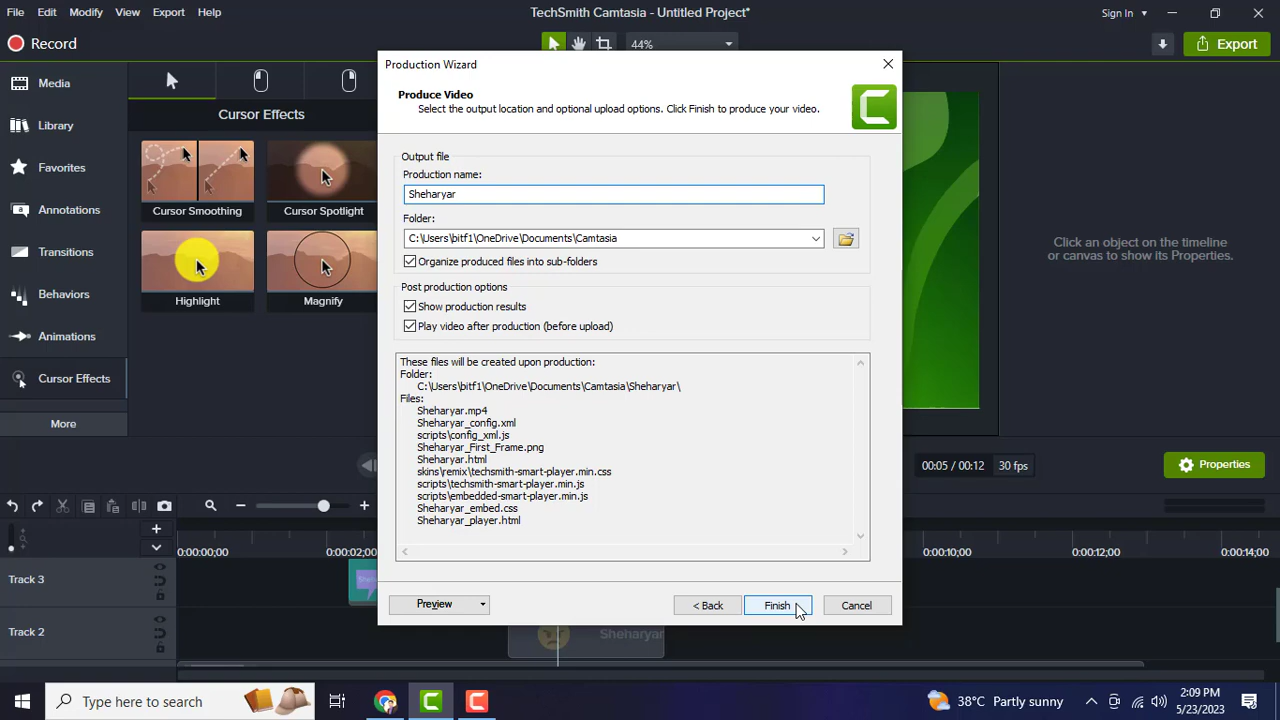 File Edit Modify View Export Help TechSmith Camtasia - Untitled Project* Sign In
Record 44% Export
Production Wizard
Produce Video
Select the output location and optional upload options. Click Finish to produce your video.
Media
Library
Favorites
Annotations
Transitions
Behaviors
Animations
Cursor Effects
More
Cursor Effects
Cursor Smoothing Cursor Spotlight
Highlight Magnify
Output file
Production name:
Sheharyar
Folder:
C:\Users\bitf1\OneDrive\Documents\Camtasia
Organize produced files into sub-folders
Post production options
Show production results
Play video after production (before upload)
These files will be created upon production:
Folder:
C:\Users\bitf1\OneDrive\Documents\Camtasia\Sheharyar\
Files:
Sheharyar.mp4
Sheharyar_config.xml
scripts\config_xml.js
Sheharyar_First_Frame.png
Sheharyar.html
skins\remix\techsmith-smart-player.min.css
scripts\techsmith-smart-player.min.js
scripts\embedded-smart-player.min.js
Sheharyar_embed.css
Sheharyar_player.html
Preview < Back Finish Cancel
Click an object on the timeline
or canvas to show its Properties.
00:05 / 00:12 30 fps Properties
0:00:00;00 0:00:02;00 0:00:10;00 0:00:12;00 0:00:14;00
Track 3
Track 2 Sheharyar
Type here to search 38°C Partly sunny 2:09 PM
5/23/2023